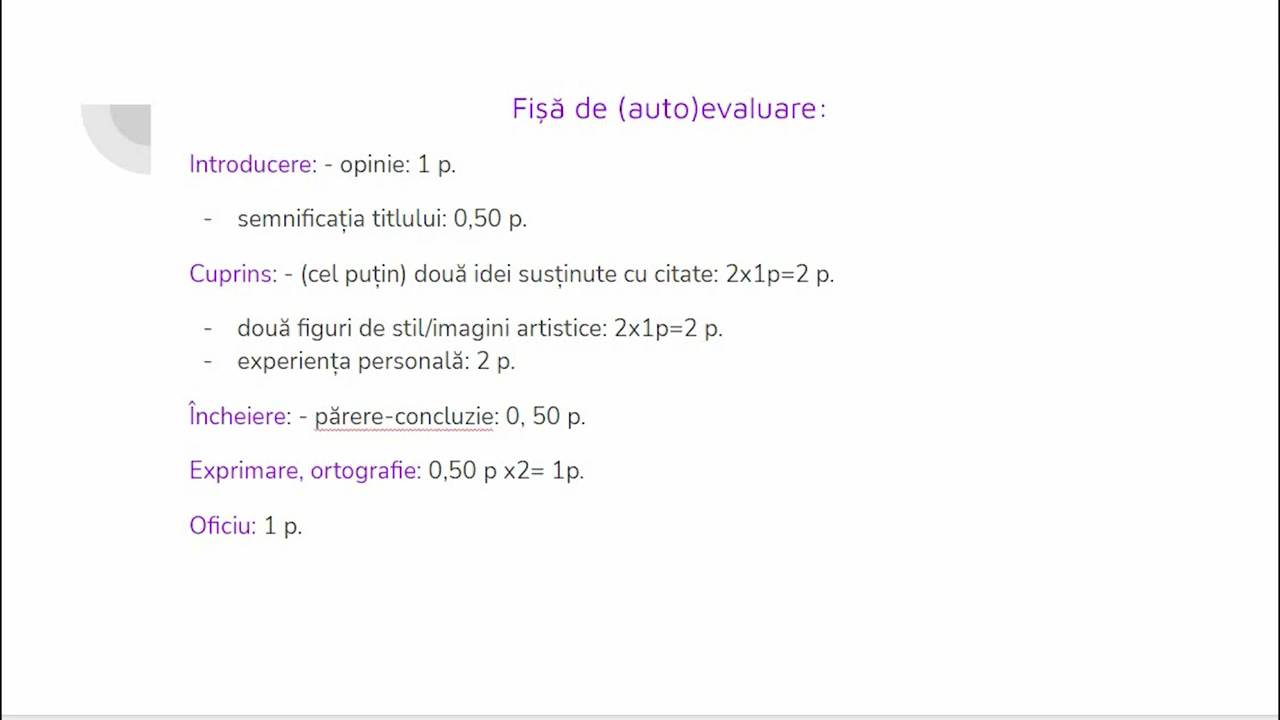 Fișă de (auto)evaluare:
Introducere: - opinie: 1 p.
- semnificația titlului: 0,50 p.
Cuprins: - (cel puțin) două idei susținute cu citate: 2x1p=2 p.
- două figuri de stil/imagini artistice: 2x1p=2 p.
- experiența personală: 2 p.
Încheiere: - părere-concluzie: 0, 50 p.
Exprimare, ortografie: 0,50 p x2= 1p.
Oficiu: 1 p.